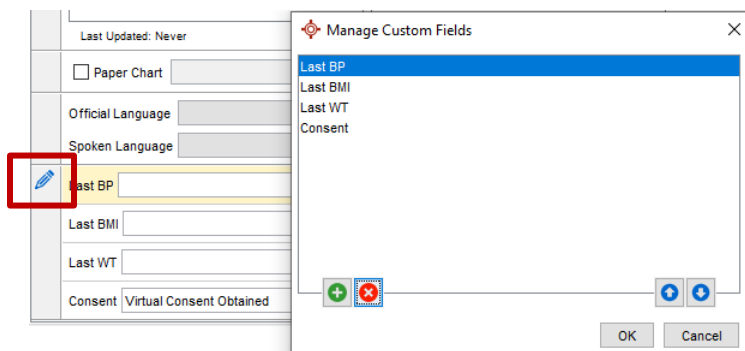 Last Updated: Never
Paper Chart
Official Language
Spoken Language
Last BP
Last BMI
Last WT
Consent Virtual Consent Obtained
Manage Custom Fields
Last BP
Last BMI
Last WT
Consent
OK Cancel